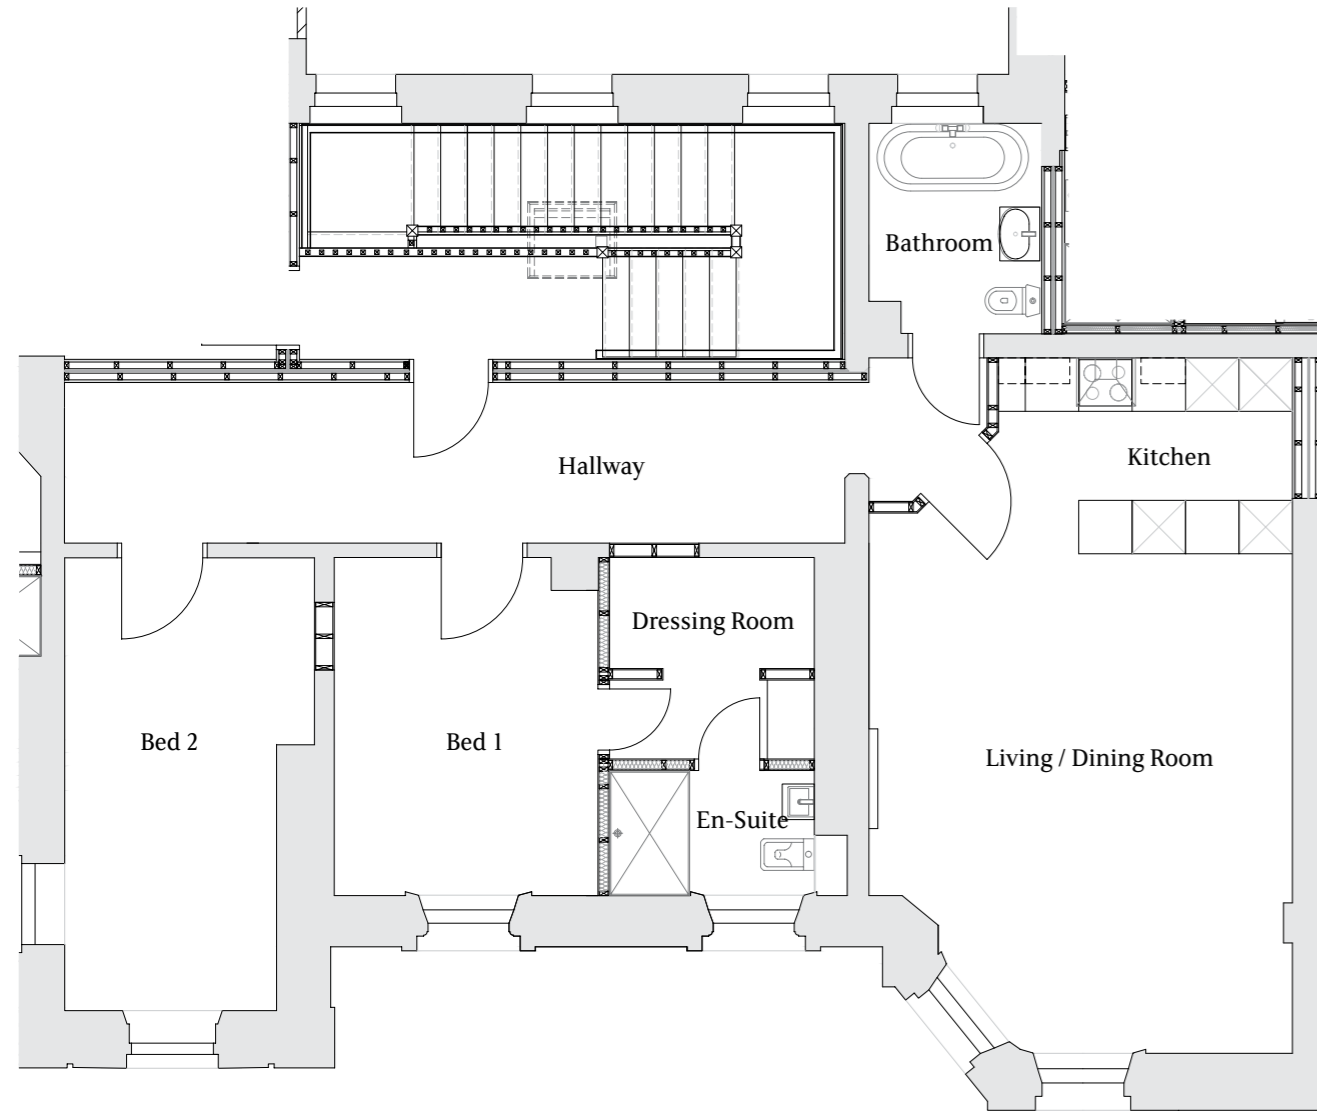 Bathroom
Kitchen
Hallway
Dressing Room
Bed 2
Bed 1
Living / Dining Room
En-Suite